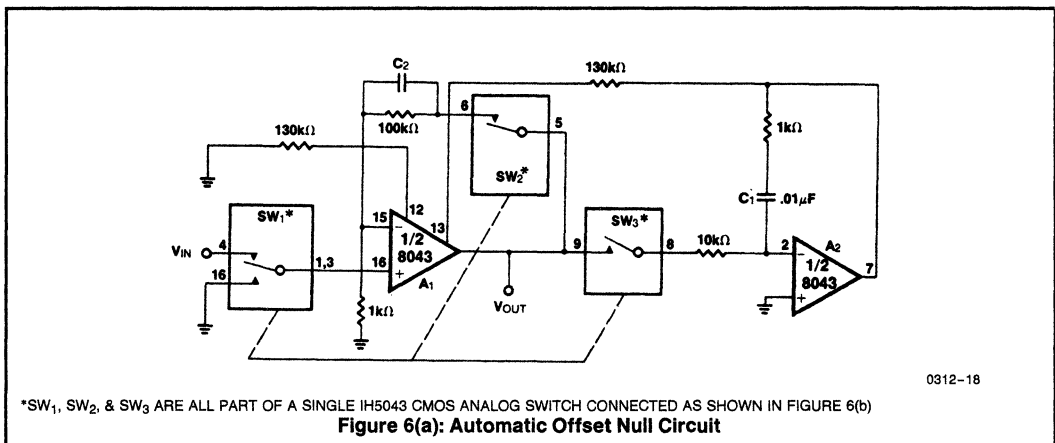 C2
130kΩ
6
100kΩ
130kΩ
5
1kΩ
SW2*
12
C1
.01µF
SW1*
15
13
SW3*
A2
VIN
4
1/2
8043
9
8
10kΩ
2
7
16
1,3
16
A1
1/2
8043
VOUT
1kΩ
0312–18
*SW1, SW2, & SW3 ARE ALL PART OF A SINGLE IH5043 CMOS ANALOG SWITCH CONNECTED AS SHOWN IN FIGURE 6(b)
Figure 6(a): Automatic Offset Null Circuit